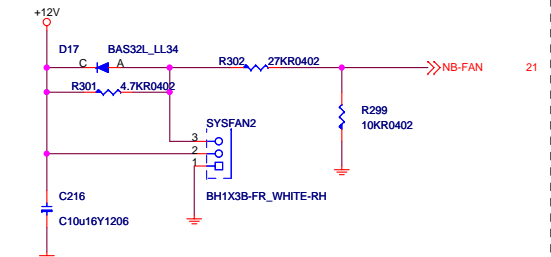 +12V
D17 BAS32L_LL34
C A
R302 27KR0402
NB-FAN 21
R301 4.7KR0402
R299
10KR0402
SYSFAN2
3
2
1
C216
C10u16Y1206
BH1X3B-FR_WHITE-RH